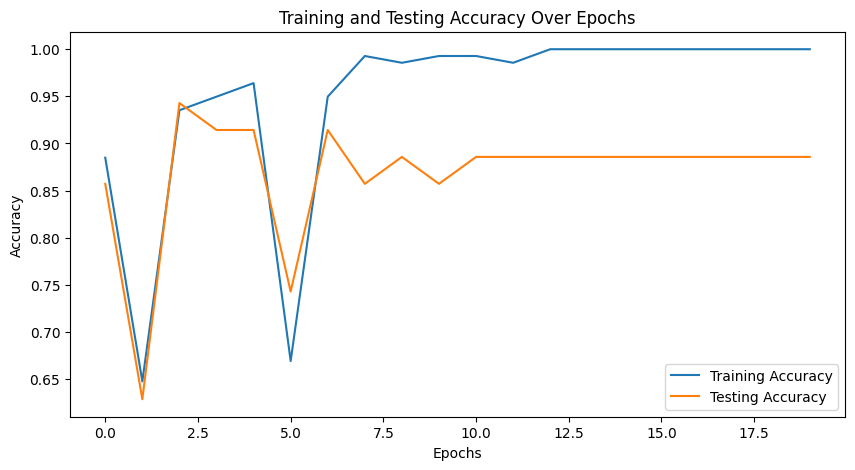 Training and Testing Accuracy Over Epochs
Accuracy
1.00
0.95
0.90
0.85
0.80
0.75
0.70
0.65
0.0 2.5 5.0 7.5 10.0 12.5 15.0 17.5
Epochs
Training Accuracy
Testing Accuracy